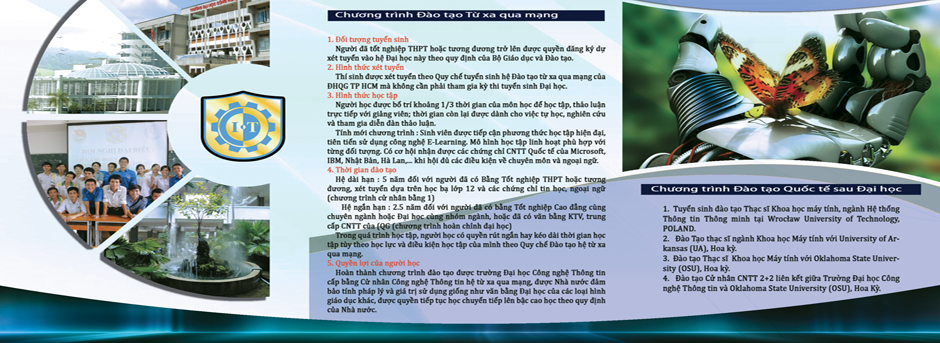 Chương trình Đào tạo Từ xa qua mạng
1. Đối tượng tuyển sinh
Người đã tốt nghiệp THPT hoặc tương đương trở lên được quyền đăng ký dự
xét tuyển vào hệ Đại học này theo quy định của Bộ Giáo dục và Đào tạo.
2. Hình thức xét tuyển
Thí sinh được xét tuyển theo Quy chế tuyển sinh hệ Đào tạo từ xa qua mạng của
ĐHQG TP HCM mà không cần phải tham gia kỳ thi tuyển sinh Đại học.
3. Hình thức học tập
Người học được bố trí khoảng 1/3 thời gian của môn học để học tập, thảo luận
trực tiếp với giảng viên; thời gian còn lại được dành cho việc tự học, nghiên cứu
và tham gia diễn đàn thảo luận.
Tính mới chương trình : Sinh viên được tiếp cận phương thức học tập hiện đại,
tiên tiến sử dụng công nghệ E-Learning. Mô hình học tập linh hoạt phù hợp với
từng đối tượng. Có cơ hội nhận được các chứng chỉ CNTT Quốc tế của Microsoft,
IBM, Nhật Bản, Hà Lan,... khi hội đủ các điều kiện về chuyên môn và ngoại ngữ.
4. Thời gian đào tạo
Hệ dài hạn : 5 năm đối với người đã có Bằng Tốt nghiệp THPT hoặc tương
đương, xét tuyển dựa trên học bạ lớp 12 và các chứng chỉ tin học, ngoại ngữ
(chương trình cử nhân bằng 1)
Hệ ngắn hạn : 2.5 năm đối với người đã có bằng Tốt nghiệp Cao đẳng cùng
chuyên ngành hoặc Đại học cùng nhóm ngành, hoặc đã có văn bằng KTV, trung
cấp CNTT của (QG (chương trình hoàn chỉnh đại học)
Trong quá trình học tập, người học có quyền rút ngắn hay kéo dài thời gian học
tập tùy theo học lực và điều kiện học tập của mình theo Quy chế Đào tạo hệ từ xa
qua mạng.
5. Quyền lợi của người học
Hoàn thành chương trình đào tạo được trường Đại học Công nghệ Thông tin
cấp bằng Cử nhân Công nghệ Thông tin hệ từ xa qua mạng, được Nhà nước đảm
bảo tính pháp lý và giá trị sử dụng giống như văn bằng Đại học của các loại hình
giáo dục khác, được quyền tiếp tục học chuyển tiếp lên bậc cao học theo quy định
của Nhà nước.
Chương trình Đào tạo Quốc tế sau Đại học
1. Tuyển sinh đào tạo Thạc sĩ Khoa học máy tính, ngành Hệ thống
Thông tin Thông minh tại Wrocław University of Technology,
POLAND.
2. Đào Tạo thạc sĩ ngành Khoa học Máy tính với University of Ar-
kansas (UA), Hoa kỳ.
3. Đào tạo Thạc sĩ Khoa học Máy tính với Oklahoma State Univer-
sity (OSU), Hoa kỳ.
4. Đào tạo Cử nhân CNTT 2+2 liên kết giữa Trường Đại học Công
nghệ Thông tin và Oklahoma State University (OSU), Hoa Kỳ.